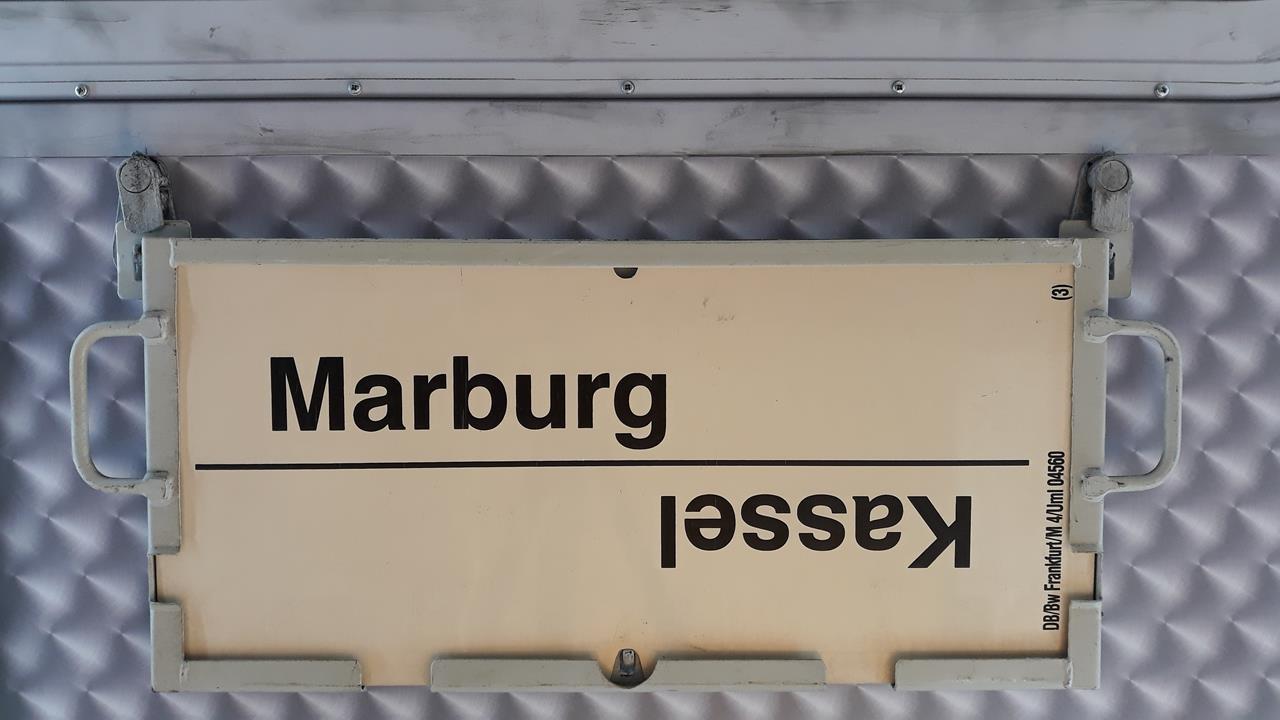 Marburg
Kassel
(3)
DB/Bw Frankfurt/M 4/Uml 04560